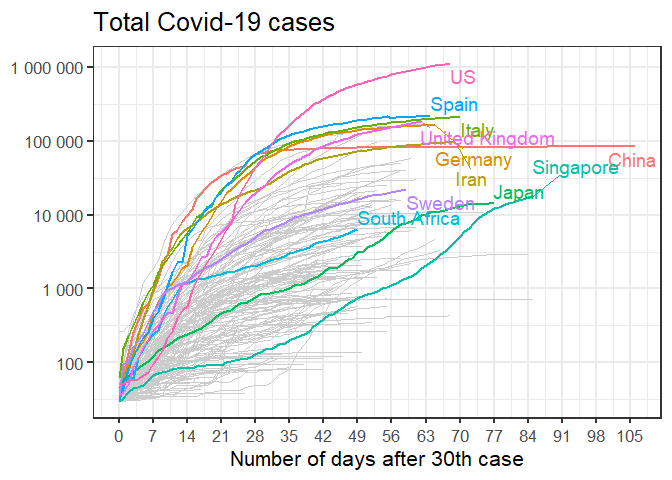 Total Covid-19 cases
1 000 000
100 000
10 000
1 000
100
US
Spain
Italy
United Kingdom
Germany
China
Singapore
Iran
Japan
Sweden
South Africa
0 7 14 21 28 35 42 49 56 63 70 77 84 91 98 105
Number of days after 30th case